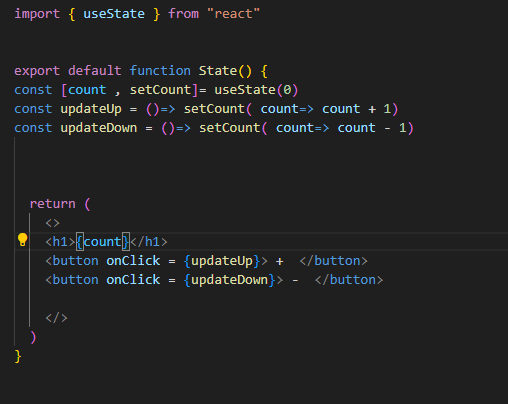 import { useState } from "react"
export default function State() {
const [count , setCount]= useState(0)
const updateUp = ()=> setCount( count=> count + 1)
const updateDown = ()=> setCount( count=> count - 1)
return (
<>
<h1>{count}</h1>
<button onClick = {updateUp}> +  </button>
<button onClick = {updateDown}> -  </button>
</>
)
}